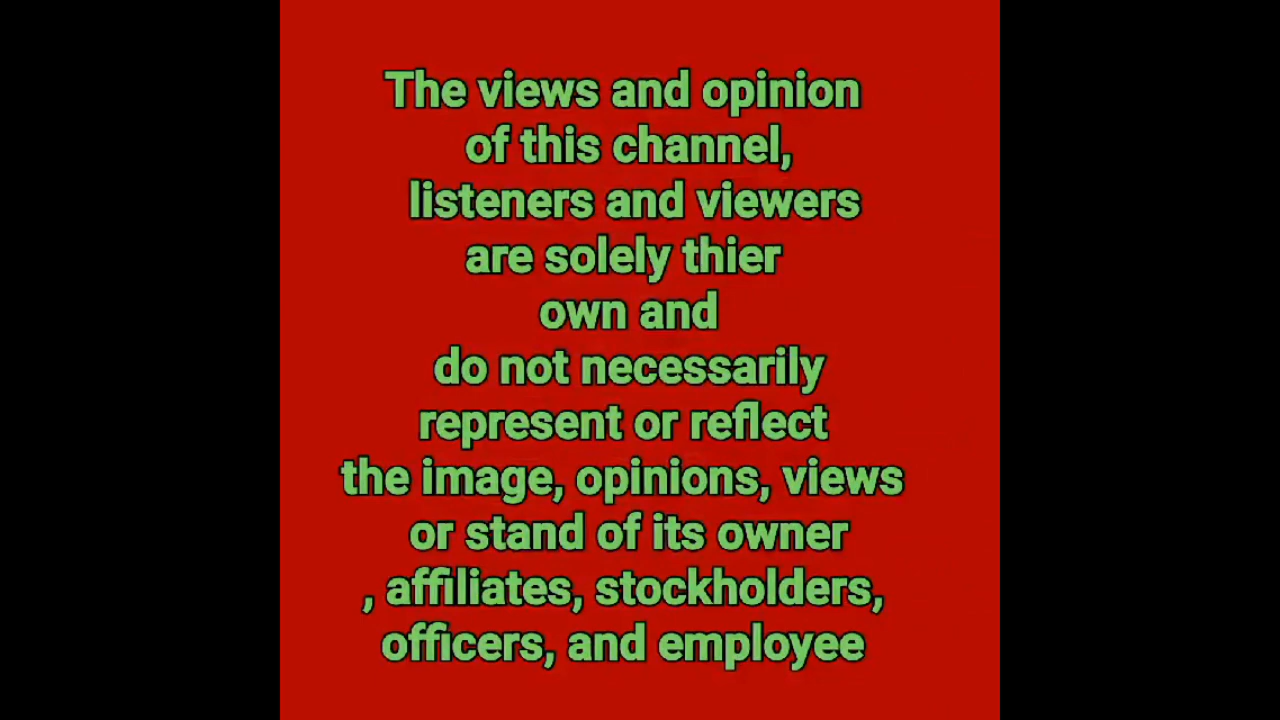 The views and opinion
of this channel,
listeners and viewers
are solely thier
own and
do not necessarily
represent or reflect
the image, opinions, views
or stand of its owner
, affiliates, stockholders,
officers, and employee